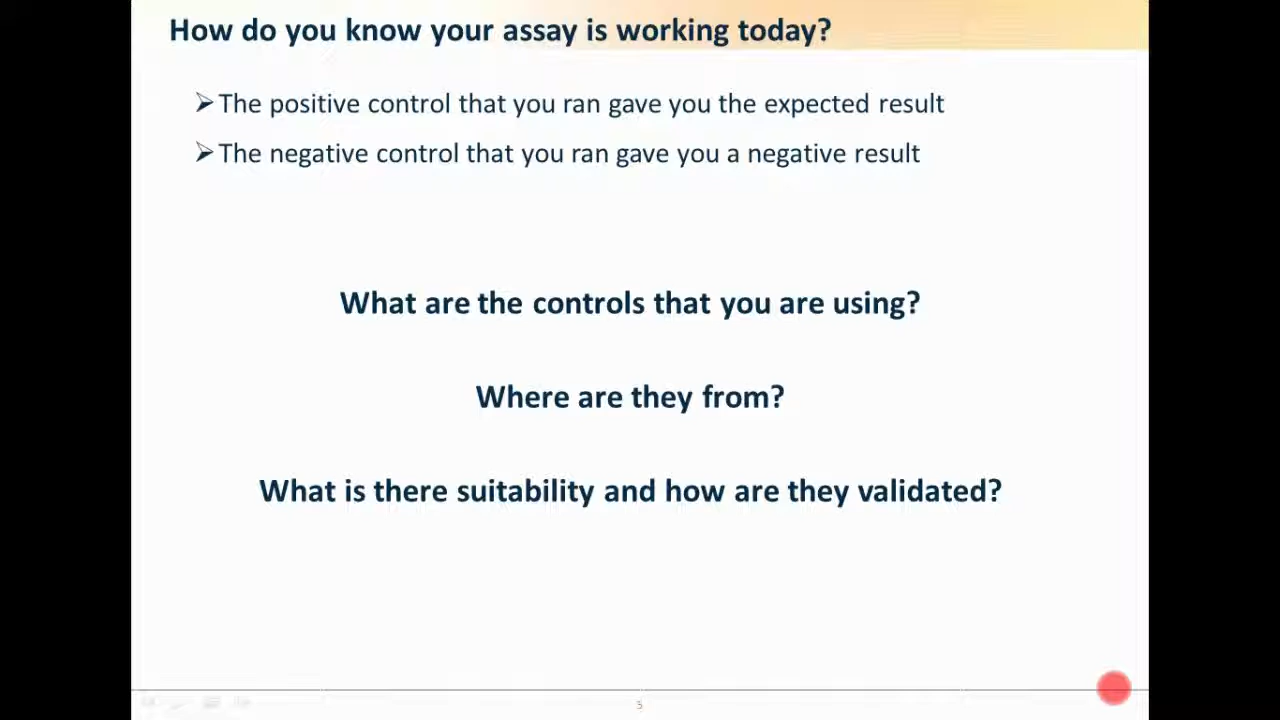 How do you know your assay is working today?
The positive control that you ran gave you the expected result
The negative control that you ran gave you a negative result
What are the controls that you are using?
Where are they from?
What is there suitability and how are they validated?